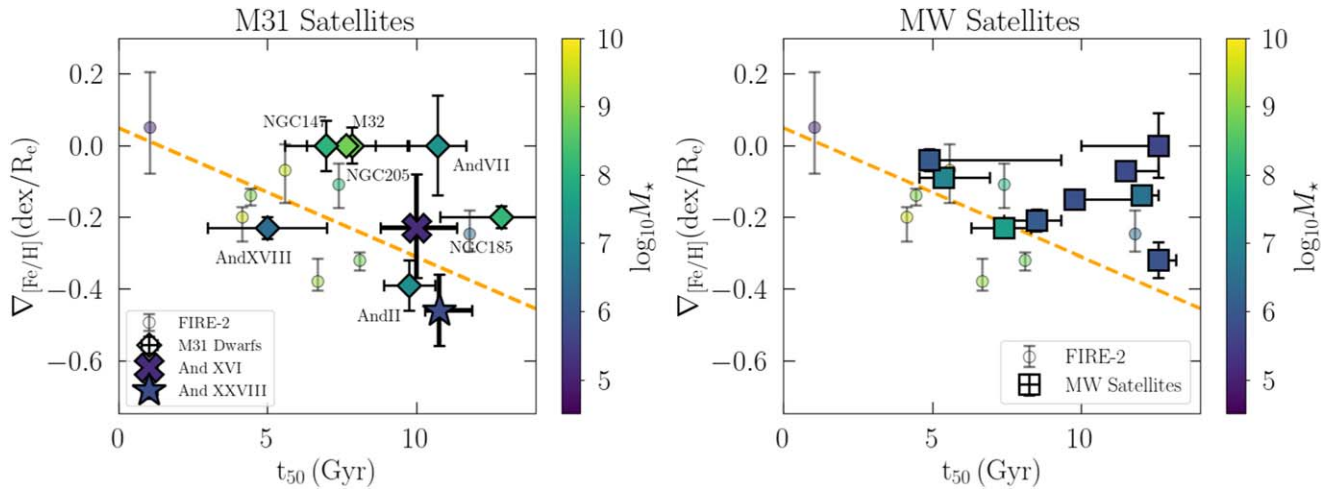 M31 Satellites
0.2
0.0
−0.2
−0.4
−0.6
∇[Fe/H](dex/Re)
NGC147
M32
NGC205
AndVII
AndXVIII
NGC185
AndII
FIRE-2
M31 Dwarfs
And XVI
And XXVIII
0
5
10
t50 (Gyr)
10
9
8
7
6
5
log10M⋆
MW Satellites
0.2
0.0
−0.2
−0.4
−0.6
∇[Fe/H](dex/Re)
FIRE-2
MW Satellites
0
5
10
t50 (Gyr)
10
9
8
7
6
5
log10M⋆